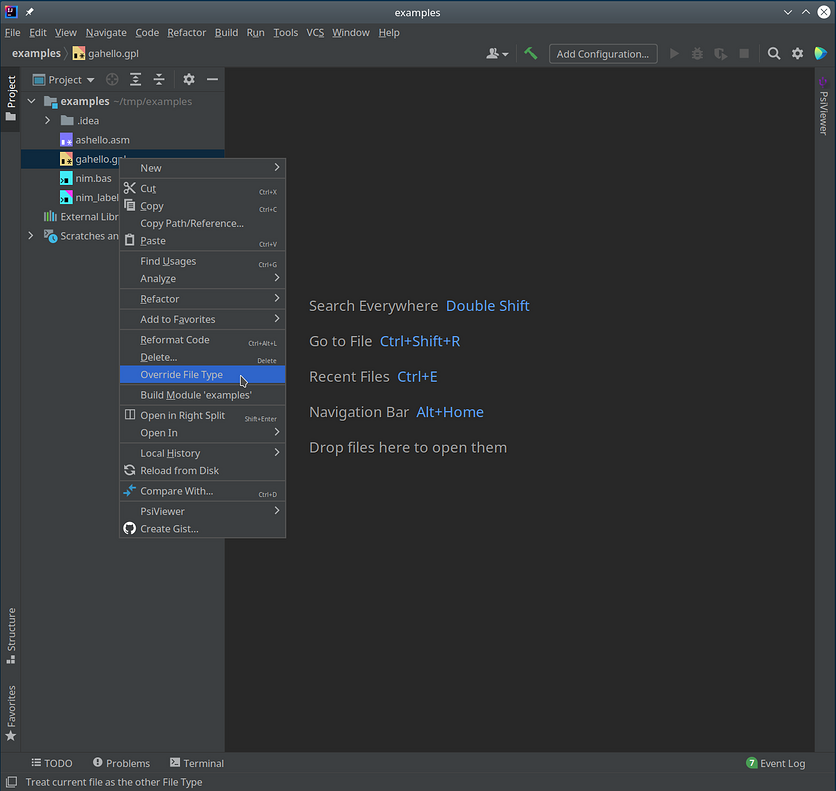 examples
File Edit View Navigate Code Refactor Build Run Tools VCS Window Help
examples gahello.gpl
Add Configuration...
Project
Project
examples ~/tmp/examples
.idea
ashello.asm
gahello.gpl
nim.bas
nim_label
External Libr
Scratches an
New
Cut Ctrl+X
Copy Ctrl+C
Copy Path/Reference...
Paste Ctrl+V
Find Usages Ctrl+G
Analyze
Refactor
Add to Favorites
Reformat Code Ctrl+Alt+L
Delete... Delete
Override File Type
Build Module 'examples'
Open in Right Split Shift+Enter
Open In
Local History
Reload from Disk
Compare With... Ctrl+D
PsiViewer
Create Gist...
Search Everywhere Double Shift
Go to File Ctrl+Shift+R
Recent Files Ctrl+E
Navigation Bar Alt+Home
Drop files here to open them
PsiViewer
Structure
Favorites
TODO Problems Terminal 7 Event Log
Treat current file as the other File Type